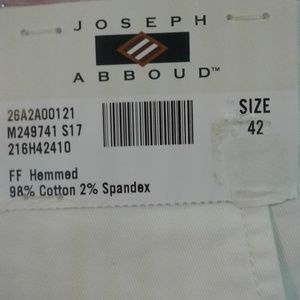 JOSEPH
ABBOUD™
26A2A00121
M249741 S17
216H42410
SIZE
42
FF Hemmed
98% Cotton 2% Spandex